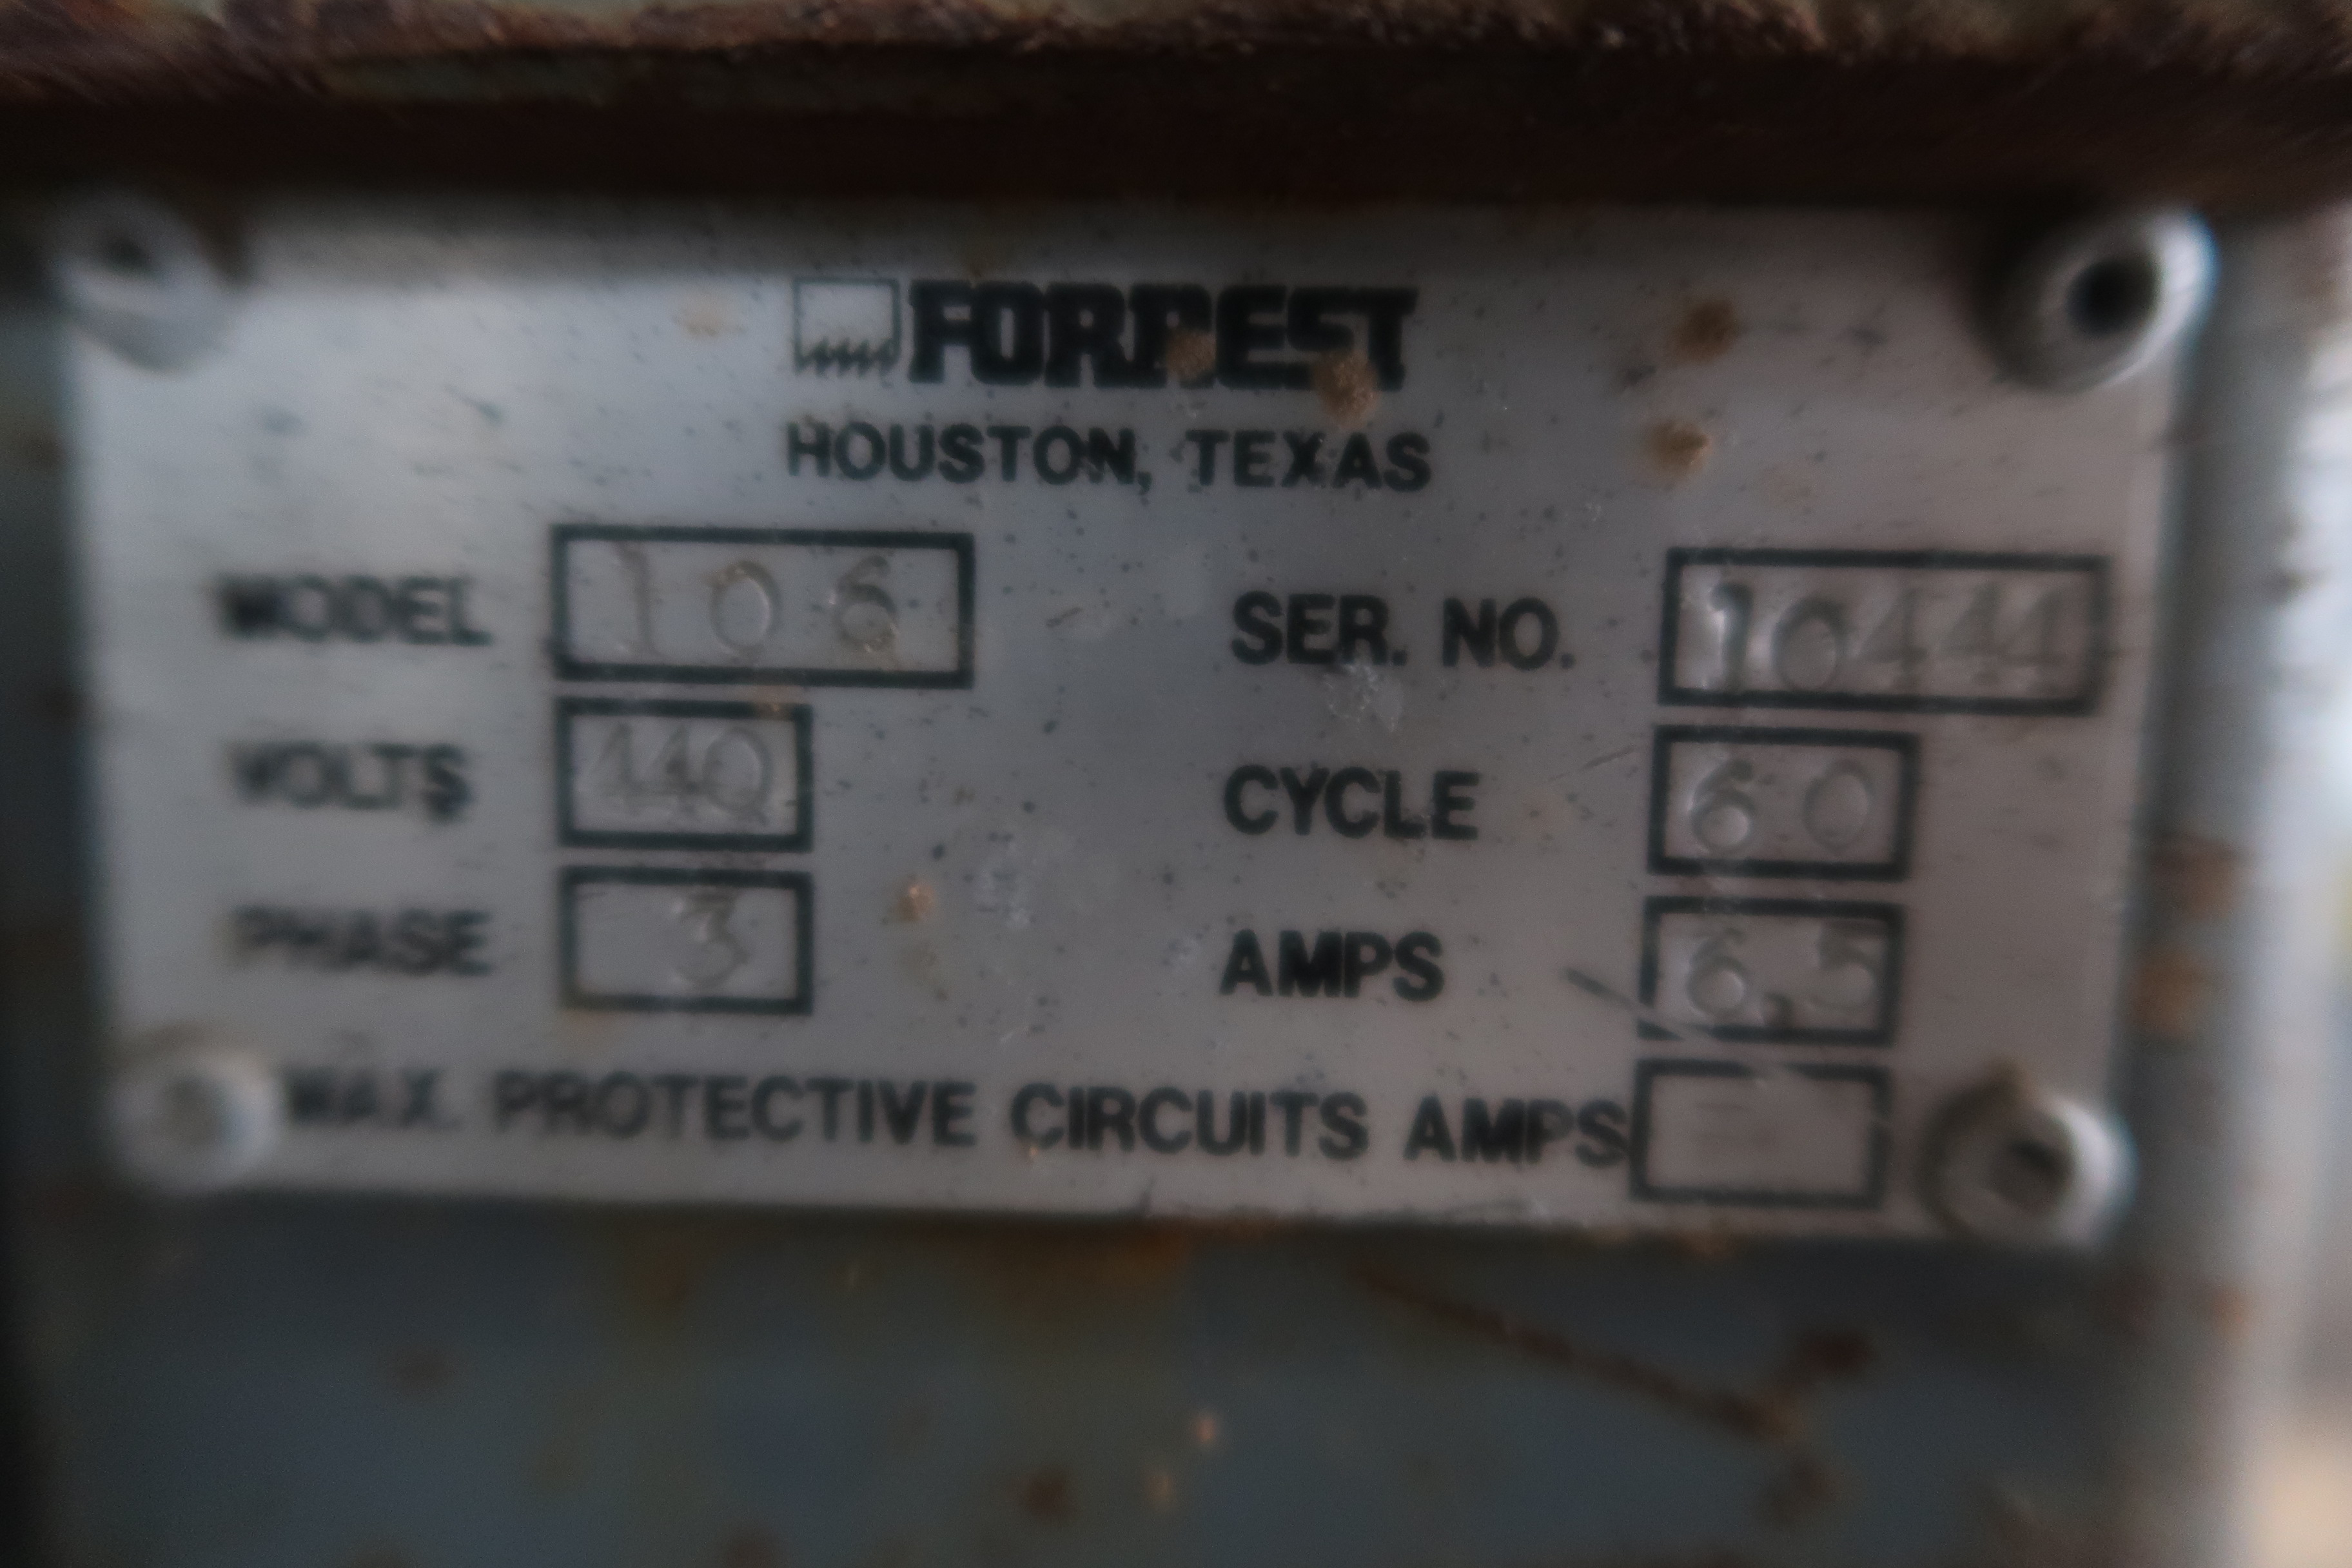 FORREST
HOUSTON, TEXAS
MODEL 106 SER. NO. 10444
VOLTS 440 CYCLE 60
PHASE 3 AMPS 6.5
MAX. PROTECTIVE CIRCUITS AMPS